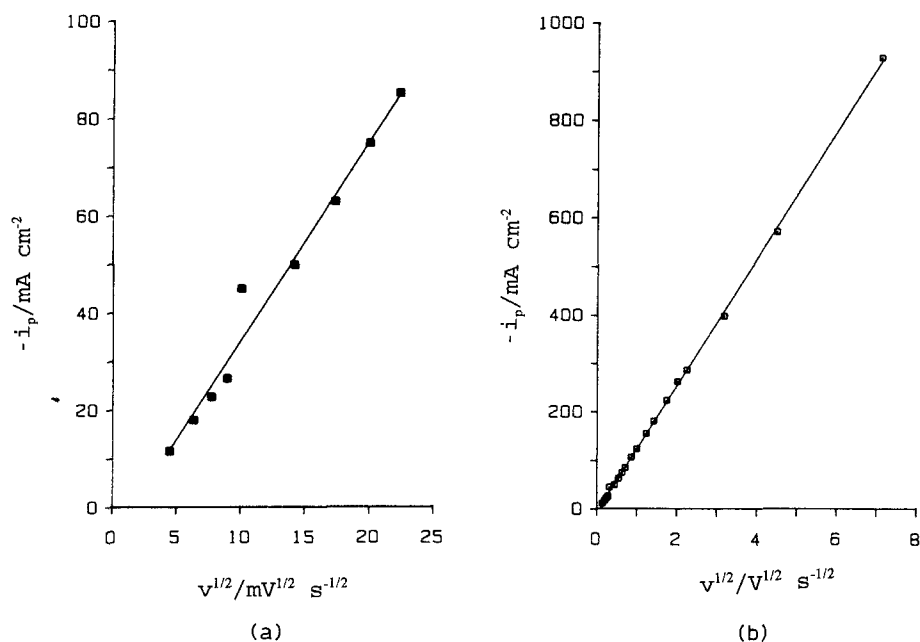 100
80
60
40
20
0
-i_p/mA cm⁻²
0 5 10 15 20 25
v^{1/2}/mV^{1/2} s^{-1/2}
(a)
1000
800
600
400
200
0
-i_p/mA cm⁻²
0 2 4 6 8
v^{1/2}/V^{1/2} s^{-1/2}
(b)